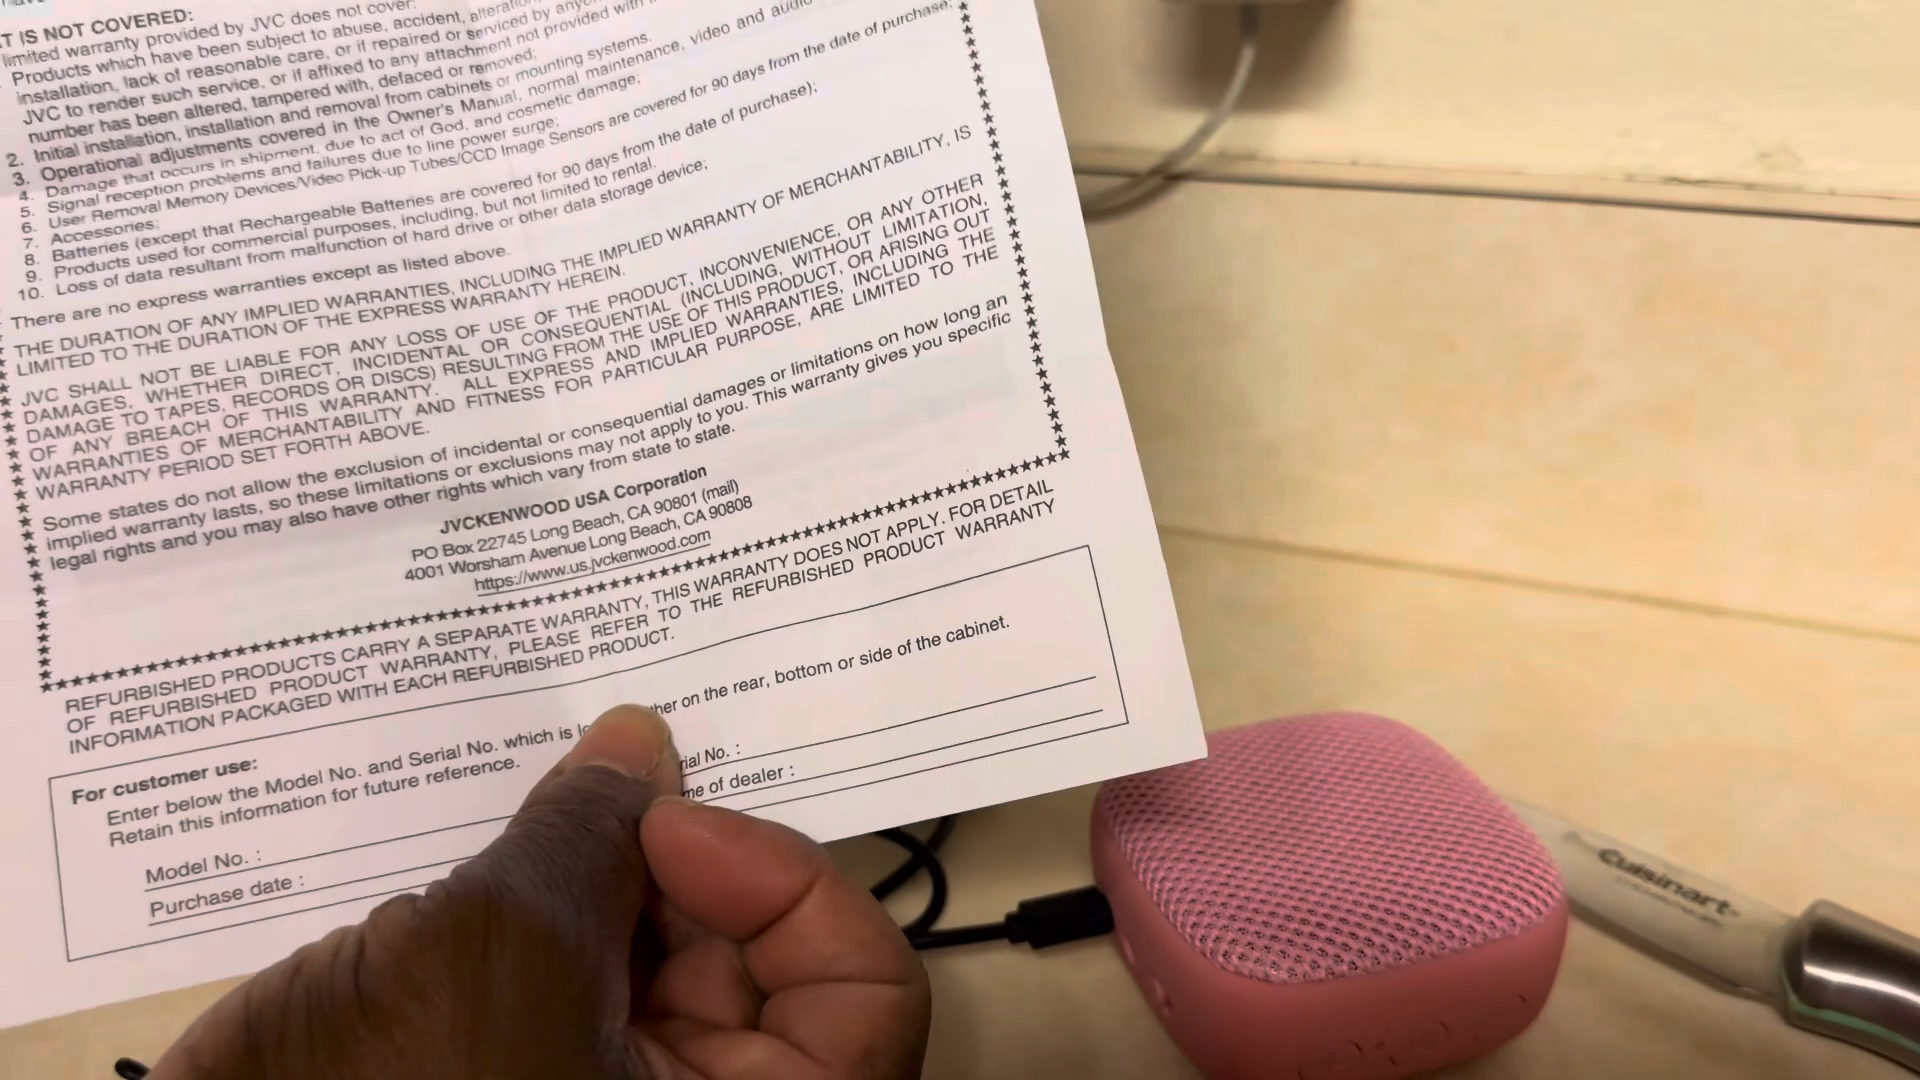 T IS NOT COVERED:
limited warranty provided by JVC does not cover:
Products which have been subject to abuse, accident,
installation, lack of reasonable care, or if repaired or serviced by
JVC to render such service, or if affixed to any attachment not provided with
number has been altered, tampered with, defaced or removed;
2. Initial installation, installation and removal from cabinets or mounting systems.
3. Operational adjustments covered in the Owner's Manual, normal maintenance, video and audio
4. Damage that occurs in shipment, due to act of God, and cosmetic damage;
5. Signal reception problems and failures due to line power surge;
6. User Removal Memory Devices/Video Pick-up Tubes/CCD Image Sensors are covered for 90 days from the date of purchase;
7. Accessories;
8. Batteries (except that Rechargeable Batteries are covered for 90 days from the date of purchase);
9. Products used for commercial purposes, including, but not limited to rental.
10. Loss of data resultant from malfunction of hard drive or other data storage device;
There are no express warranties except as listed above.
THE DURATION OF ANY IMPLIED WARRANTIES, INCLUDING THE IMPLIED WARRANTY OF MERCHANTABILITY, IS
LIMITED TO THE DURATION OF THE EXPRESS WARRANTY HEREIN.
JVC SHALL NOT BE LIABLE FOR ANY LOSS OF USE OF THE PRODUCT, INCONVENIENCE, OR ANY OTHER
DAMAGES, WHETHER DIRECT, INCIDENTAL OR CONSEQUENTIAL (INCLUDING, WITHOUT LIMITATION,
DAMAGE TO TAPES, RECORDS OR DISCS) RESULTING FROM THE USE OF THIS PRODUCT, OR ARISING OUT
OF ANY BREACH OF THIS WARRANTY. ALL EXPRESS AND IMPLIED WARRANTIES, INCLUDING THE
WARRANTIES OF MERCHANTABILITY AND FITNESS FOR PARTICULAR PURPOSE, ARE LIMITED TO THE
WARRANTY PERIOD SET FORTH ABOVE.
Some states do not allow the exclusion of incidental or consequential damages or limitations on how long an
implied warranty lasts, so these limitations or exclusions may not apply to you. This warranty gives you specific
legal rights and you may also have other rights which vary from state to state.
JVCKENWOOD USA Corporation
PO Box 22745 Long Beach, CA 90801 (mail)
4001 Worsham Avenue Long Beach, CA 90808
https://www.us.jvckenwood.com
REFURBISHED PRODUCTS CARRY A SEPARATE WARRANTY, THIS WARRANTY DOES NOT APPLY. FOR DETAIL
OF REFURBISHED PRODUCT WARRANTY, PLEASE REFER TO THE REFURBISHED PRODUCT WARRANTY
INFORMATION PACKAGED WITH EACH REFURBISHED PRODUCT.
For customer use:
Enter below the Model No. and Serial No. which is lo ther on the rear, bottom or side of the cabinet.
Retain this information for future reference.
Model No. : rial No. :
Purchase date : me of dealer :
Cuisinart